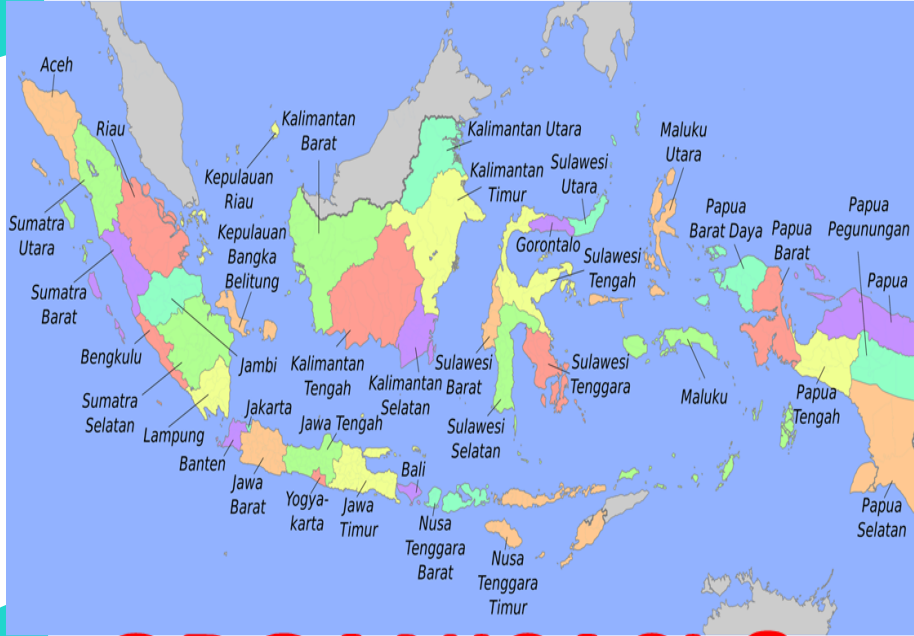 Aceh
Riau
Kalimantan
Barat
Kalimantan Utara
Maluku
Utara
Kepulauan
Riau
Kalimantan
Timur
Sulawesi
Utara
Sumatra
Utara
Kepulauan
Bangka
Belitung
Gorontalo
Papua
Barat Daya
Papua
Barat
Papua
Pegunungan
Sulawesi
Tengah
Papua
Sumatra
Barat
Bengkulu
Jambi
Kalimantan
Tengah
Kalimantan
Selatan
Sulawesi
Barat
Sulawesi
Tenggara
Maluku
Papua
Tengah
Sumatra
Selatan
Lampung
Jakarta
Jawa Tengah
Sulawesi
Selatan
Banten
Jawa
Barat
Yogya-
karta
Jawa
Timur
Bali
Nusa
Tenggara
Barat
Nusa
Tenggara
Timur
Papua
Selatan